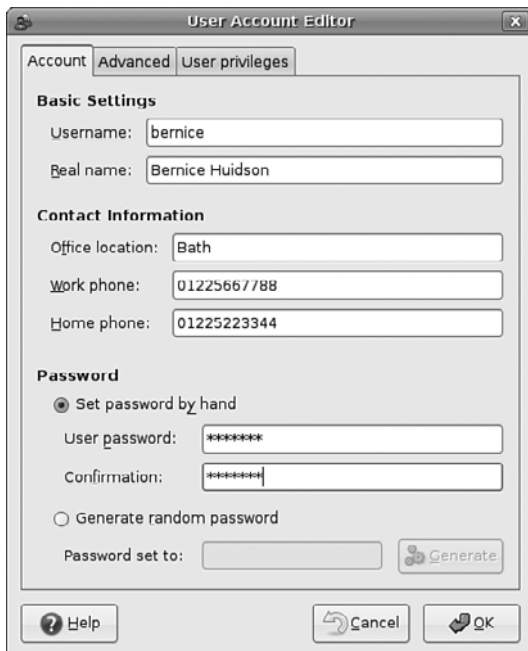 User Account Editor
Account Advanced User privileges
Basic Settings
Username: bernice
Real name: Bernice Huidson
Contact Information
Office location: Bath
Work phone: 01225667788
Home phone: 01225223344
Password
Set password by hand
User password: *******
Confirmation: *******
Generate random password
Password set to: Generate
Help Cancel OK